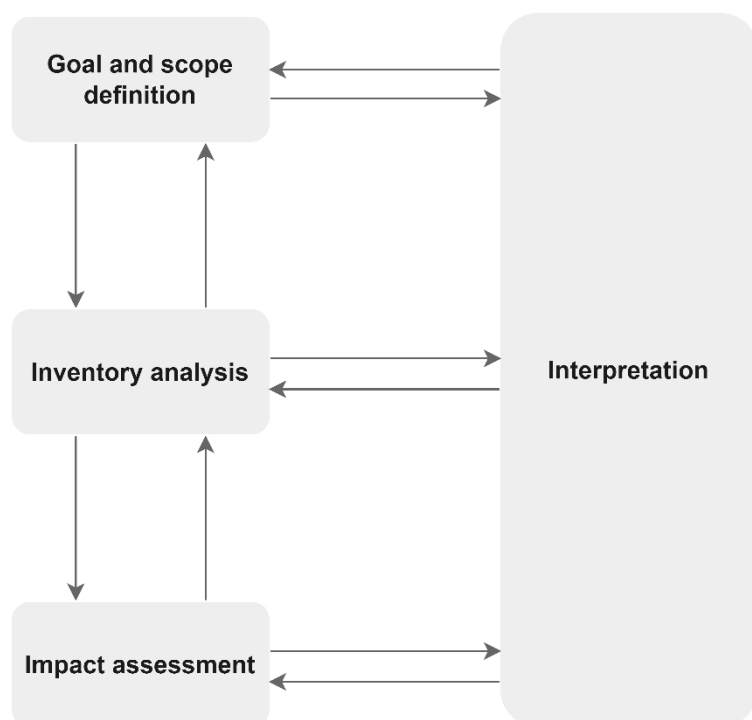 Goal and scope
definition
Inventory analysis
Interpretation
Impact assessment